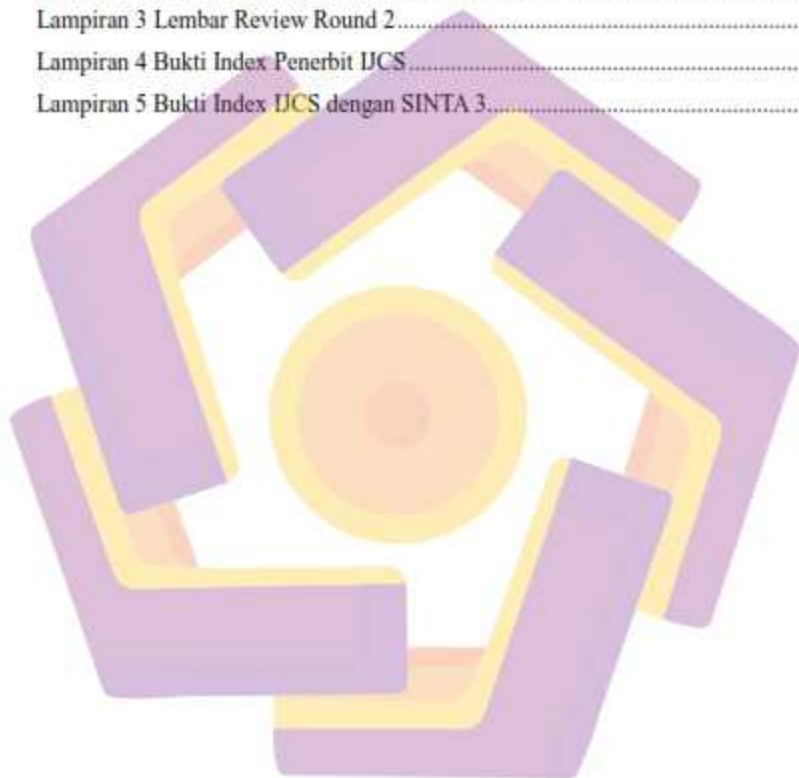 Lampiran 3 Lembar Review Round 2..........................................................................
Lampiran 4 Bukti Index Penerbit IJCS........................................................................
Lampiran 5 Bukti Index IJCS dengan SINTA 3..........................................................